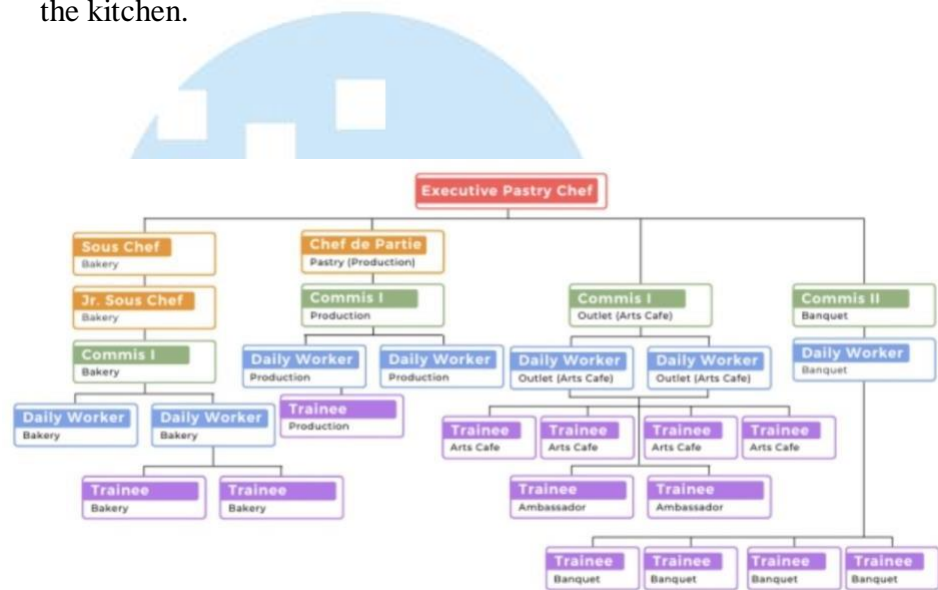 the kitchen.
Executive Pastry Chef
Sous Chef
Bakery
Jr. Sous Chef
Bakery
Commis I
Bakery
Daily Worker
Bakery
Daily Worker
Bakery
Trainee
Bakery
Trainee
Bakery
Chef de Partie
Pastry (Production)
Commis I
Production
Daily Worker
Production
Daily Worker
Production
Trainee
Production
Commis I
Outlet (Arts Cafe)
Daily Worker
Outlet (Arts Cafe)
Daily Worker
Outlet (Arts Cafe)
Trainee
Arts Cafe
Trainee
Arts Cafe
Trainee
Arts Cafe
Trainee
Arts Cafe
Trainee
Ambassador
Trainee
Ambassador
Commis II
Banquet
Daily Worker
Banquet
Trainee
Banquet
Trainee
Banquet
Trainee
Banquet
Trainee
Banquet